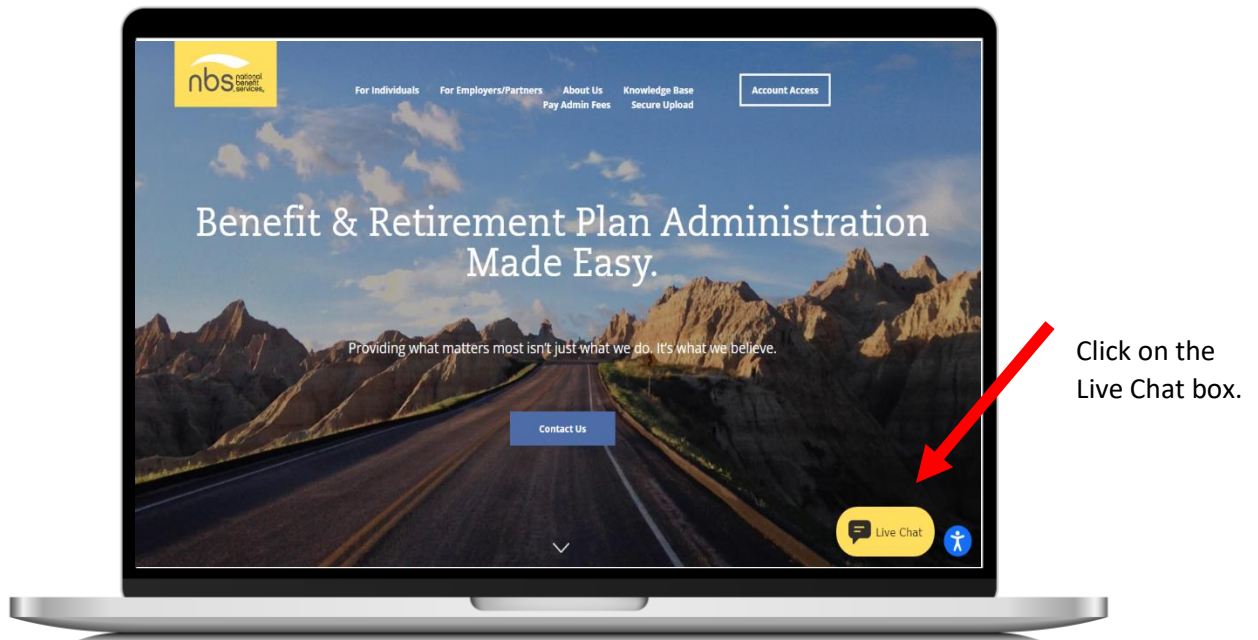 nbs national
benefit
services,
For Individuals For Employers/Partners About Us Knowledge Base
Pay Admin Fees Secure Upload
Account Access
Benefit & Retirement Plan Administration
Made Easy.
Providing what matters most isn't just what we do. It's what we believe.
Contact Us
Live Chat
Click on the
Live Chat box.